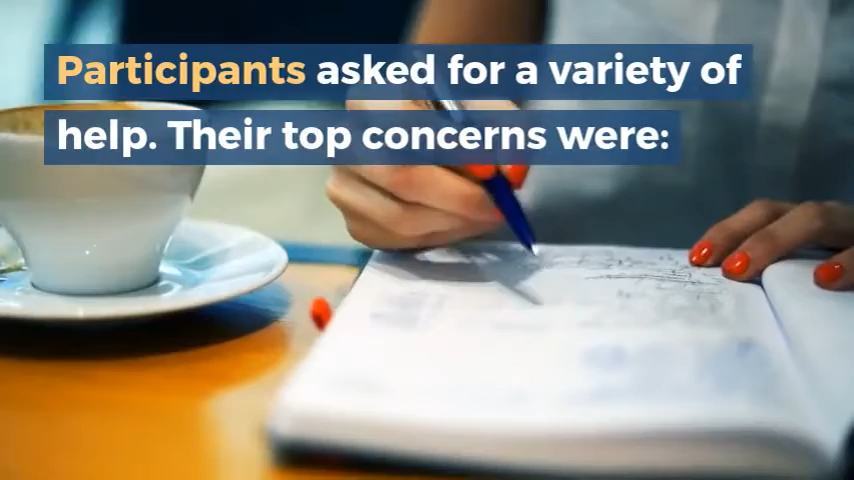 Participants asked for a variety of
help. Their top concerns were: